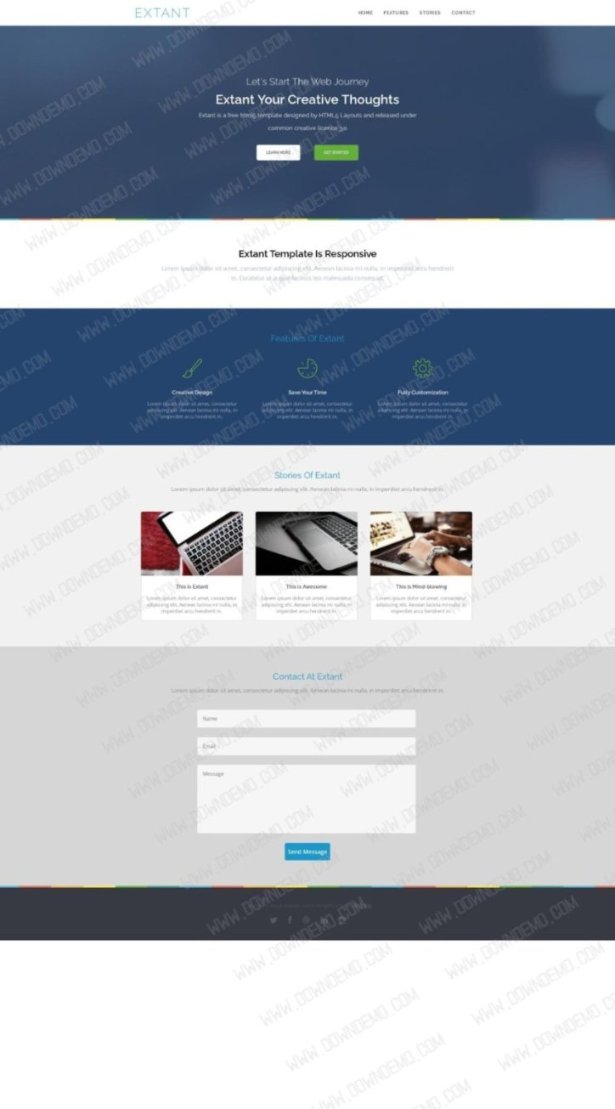 EXTANT
HOME FEATURES STORIES CONTACT
Let's Start The Web Journey
Extant Your Creative Thoughts
Extant is a free html5 template designed by HTML5 Layouts and released under
common creative licence 3.0
LEARN MORE GET STARTED
Extant Template Is Responsive
Lorem ipsum dolor sit amet, consectetur adipiscing elit. Aenean lacinia mi nulla, in imperdiet arcu hendrerit
in. Curabitur ut augue facilisis leo malesuada consequat.
Features Of Extant
Creative Design Save Your Time Fully Customization
Lorem ipsum dolor sit amet, consectetur Lorem ipsum dolor sit amet, consectetur Lorem ipsum dolor sit amet, consectetur
adipiscing elit. Aenean lacinia mi nulla, in adipiscing elit. Aenean lacinia mi nulla, in adipiscing elit. Aenean lacinia mi nulla, in
imperdiet arcu hendrerit in. imperdiet arcu hendrerit in. imperdiet arcu hendrerit in.
Stories Of Extant
Lorem ipsum dolor sit amet, consectetur adipiscing elit. Aenean lacinia mi nulla, in imperdiet arcu hendrerit in.
This is Extant This is Awesome This is Mind-blowing
Lorem ipsum dolor sit amet, consectetur Lorem ipsum dolor sit amet, consectetur Lorem ipsum dolor sit amet, consectetur
adipiscing elit. Aenean lacinia mi nulla, in adipiscing elit. Aenean lacinia mi nulla, in adipiscing elit. Aenean lacinia mi nulla, in
imperdiet arcu hendrerit in. imperdiet arcu hendrerit in. imperdiet arcu hendrerit in.
Contact At Extant
Lorem ipsum dolor sit amet, consectetur adipiscing elit. Aenean lacinia mi nulla, in imperdiet arcu hendrerit in.
Name
Email
Message
Send Message
WWW.DOWNDEMO.COM